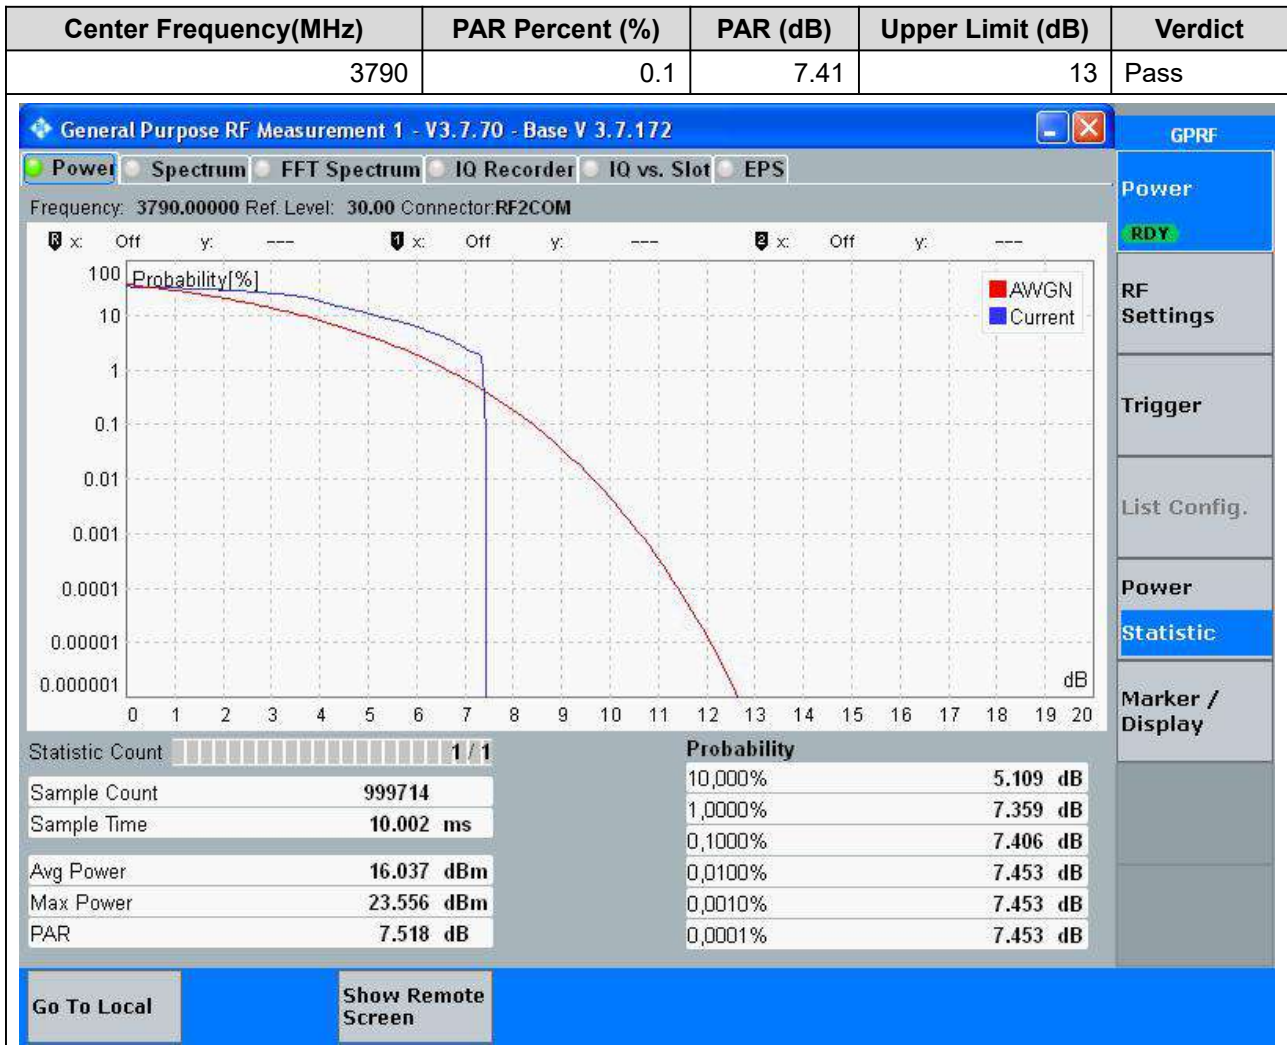 Center Frequency(MHz) PAR Percent (%) PAR (dB) Upper Limit (dB) Verdict
3790 0.1 7.41 13 Pass
General Purpose RF Measurement 1 - V3.7.70 - Base V 3.7.172
GPRF
Power Spectrum FFT Spectrum IQ Recorder IQ vs. Slot EPS
Power
RDY
Frequency: 3790.00000 Ref. Level: 30.00 Connector:RF2COM
R x: Off y: --- 1 x: Off y: --- 2 x: Off y: ---
Probability[%]
100
10
1
0.1
0.01
0.001
0.0001
0.00001
0.000001
AWGN
Current
dB
0 1 2 3 4 5 6 7 8 9 10 11 12 13 14 15 16 17 18 19 20
RF
Settings
Trigger
List Config.
Power
Statistic
Marker /
Display
Statistic Count 1 / 1
Sample Count 999714
Sample Time 10.002 ms
Avg Power 16.037 dBm
Max Power 23.556 dBm
PAR 7.518 dB
Probability
10,000% 5.109 dB
1,0000% 7.359 dB
0,1000% 7.406 dB
0,0100% 7.453 dB
0,0010% 7.453 dB
0,0001% 7.453 dB
Go To Local
Show Remote
Screen